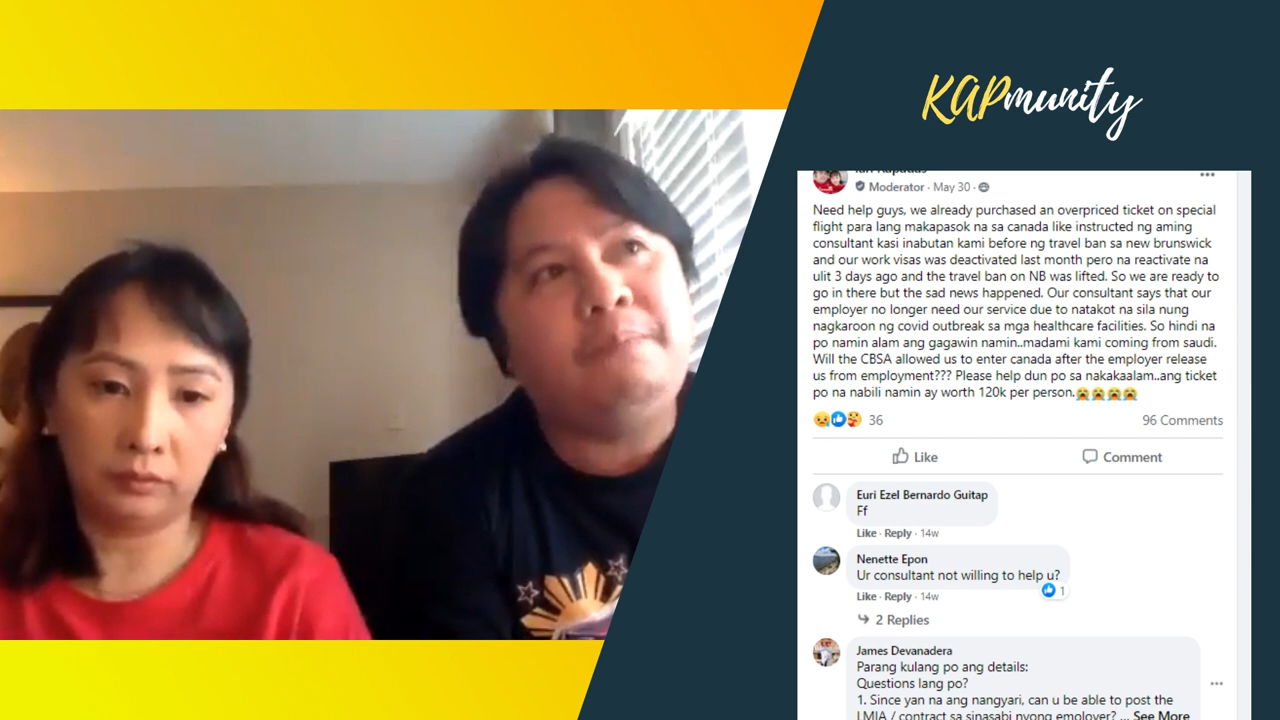 KAPmunity
Moderator · May 30 ·
Need help guys, we already purchased an overpriced ticket on special
flight para lang makapasok na sa canada like instructed ng aming
consultant kasi inabutan kami before ng travel ban sa new brunswick
and our work visas was deactivated last month pero na reactivate na
ulit 3 days ago and the travel ban on NB was lifted. So we are ready to
go in there but the sad news happened. Our consultant says that our
employer no longer need our service due to natakot na sila nung
nagkaroon ng covid outbreak sa mga healthcare facilities. So hindi na
po namin alam ang gagawin namin..madami kami coming from saudi.
Will the CBSA allowed us to enter canada after the employer release
us from employment??? Please help dun po sa nakakaalam..ang ticket
po na nabili namin ay worth 120k per person.😭😭😭😭
36
96 Comments
Like
Comment
Euri Ezel Bernardo Guitap
Ff
Like · Reply · 14w
Nenette Epon
Ur consultant not willing to help u?
1
Like · Reply · 14w
2 Replies
James Devanadera
Parang kulang po ang details:
Questions lang po?
1. Since yan na ang nangyari, can u be able to post the
LMIA / contract sa sinasabi nyong employer? ... See More